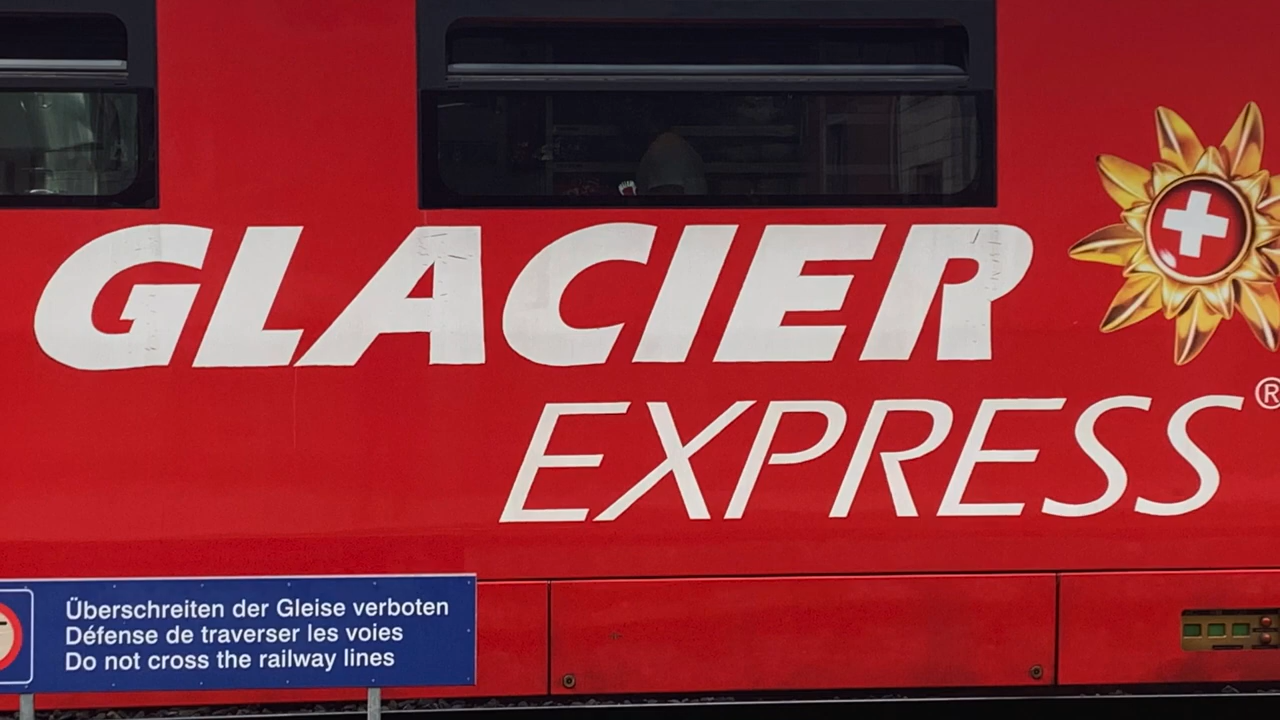 GLACIER
EXPRESS®
Überschreiten der Gleise verboten
Défense de traverser les voies
Do not cross the railway lines